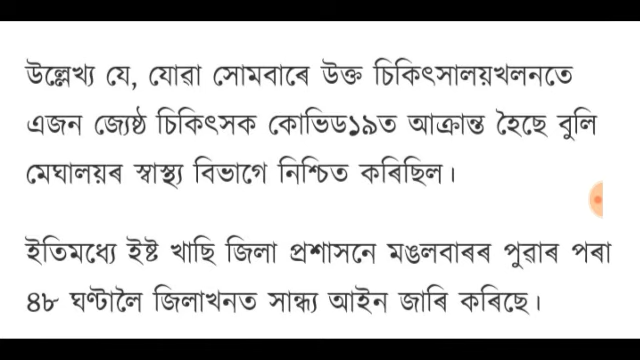 উল্লেখ্য যে, যোৱা সোমবাৰে উক্ত চিকিৎসালয়খলনতে
এজন জ্যেষ্ঠ চিকিৎসক কোভিড১৯ত আক্ৰান্ত হৈছে বুলি
মেঘালয়ৰ স্বাস্থ্য বিভাগে নিশ্চিত কৰিছিল।
ইতিমধ্যে ইষ্ট খাছি জিলা প্ৰশাসনে মঙলবাৰৰ পুৱাৰ পৰা
৪৮ ঘণ্টালৈ জিলাখনত সান্ধ্য আইন জাৰি কৰিছে।